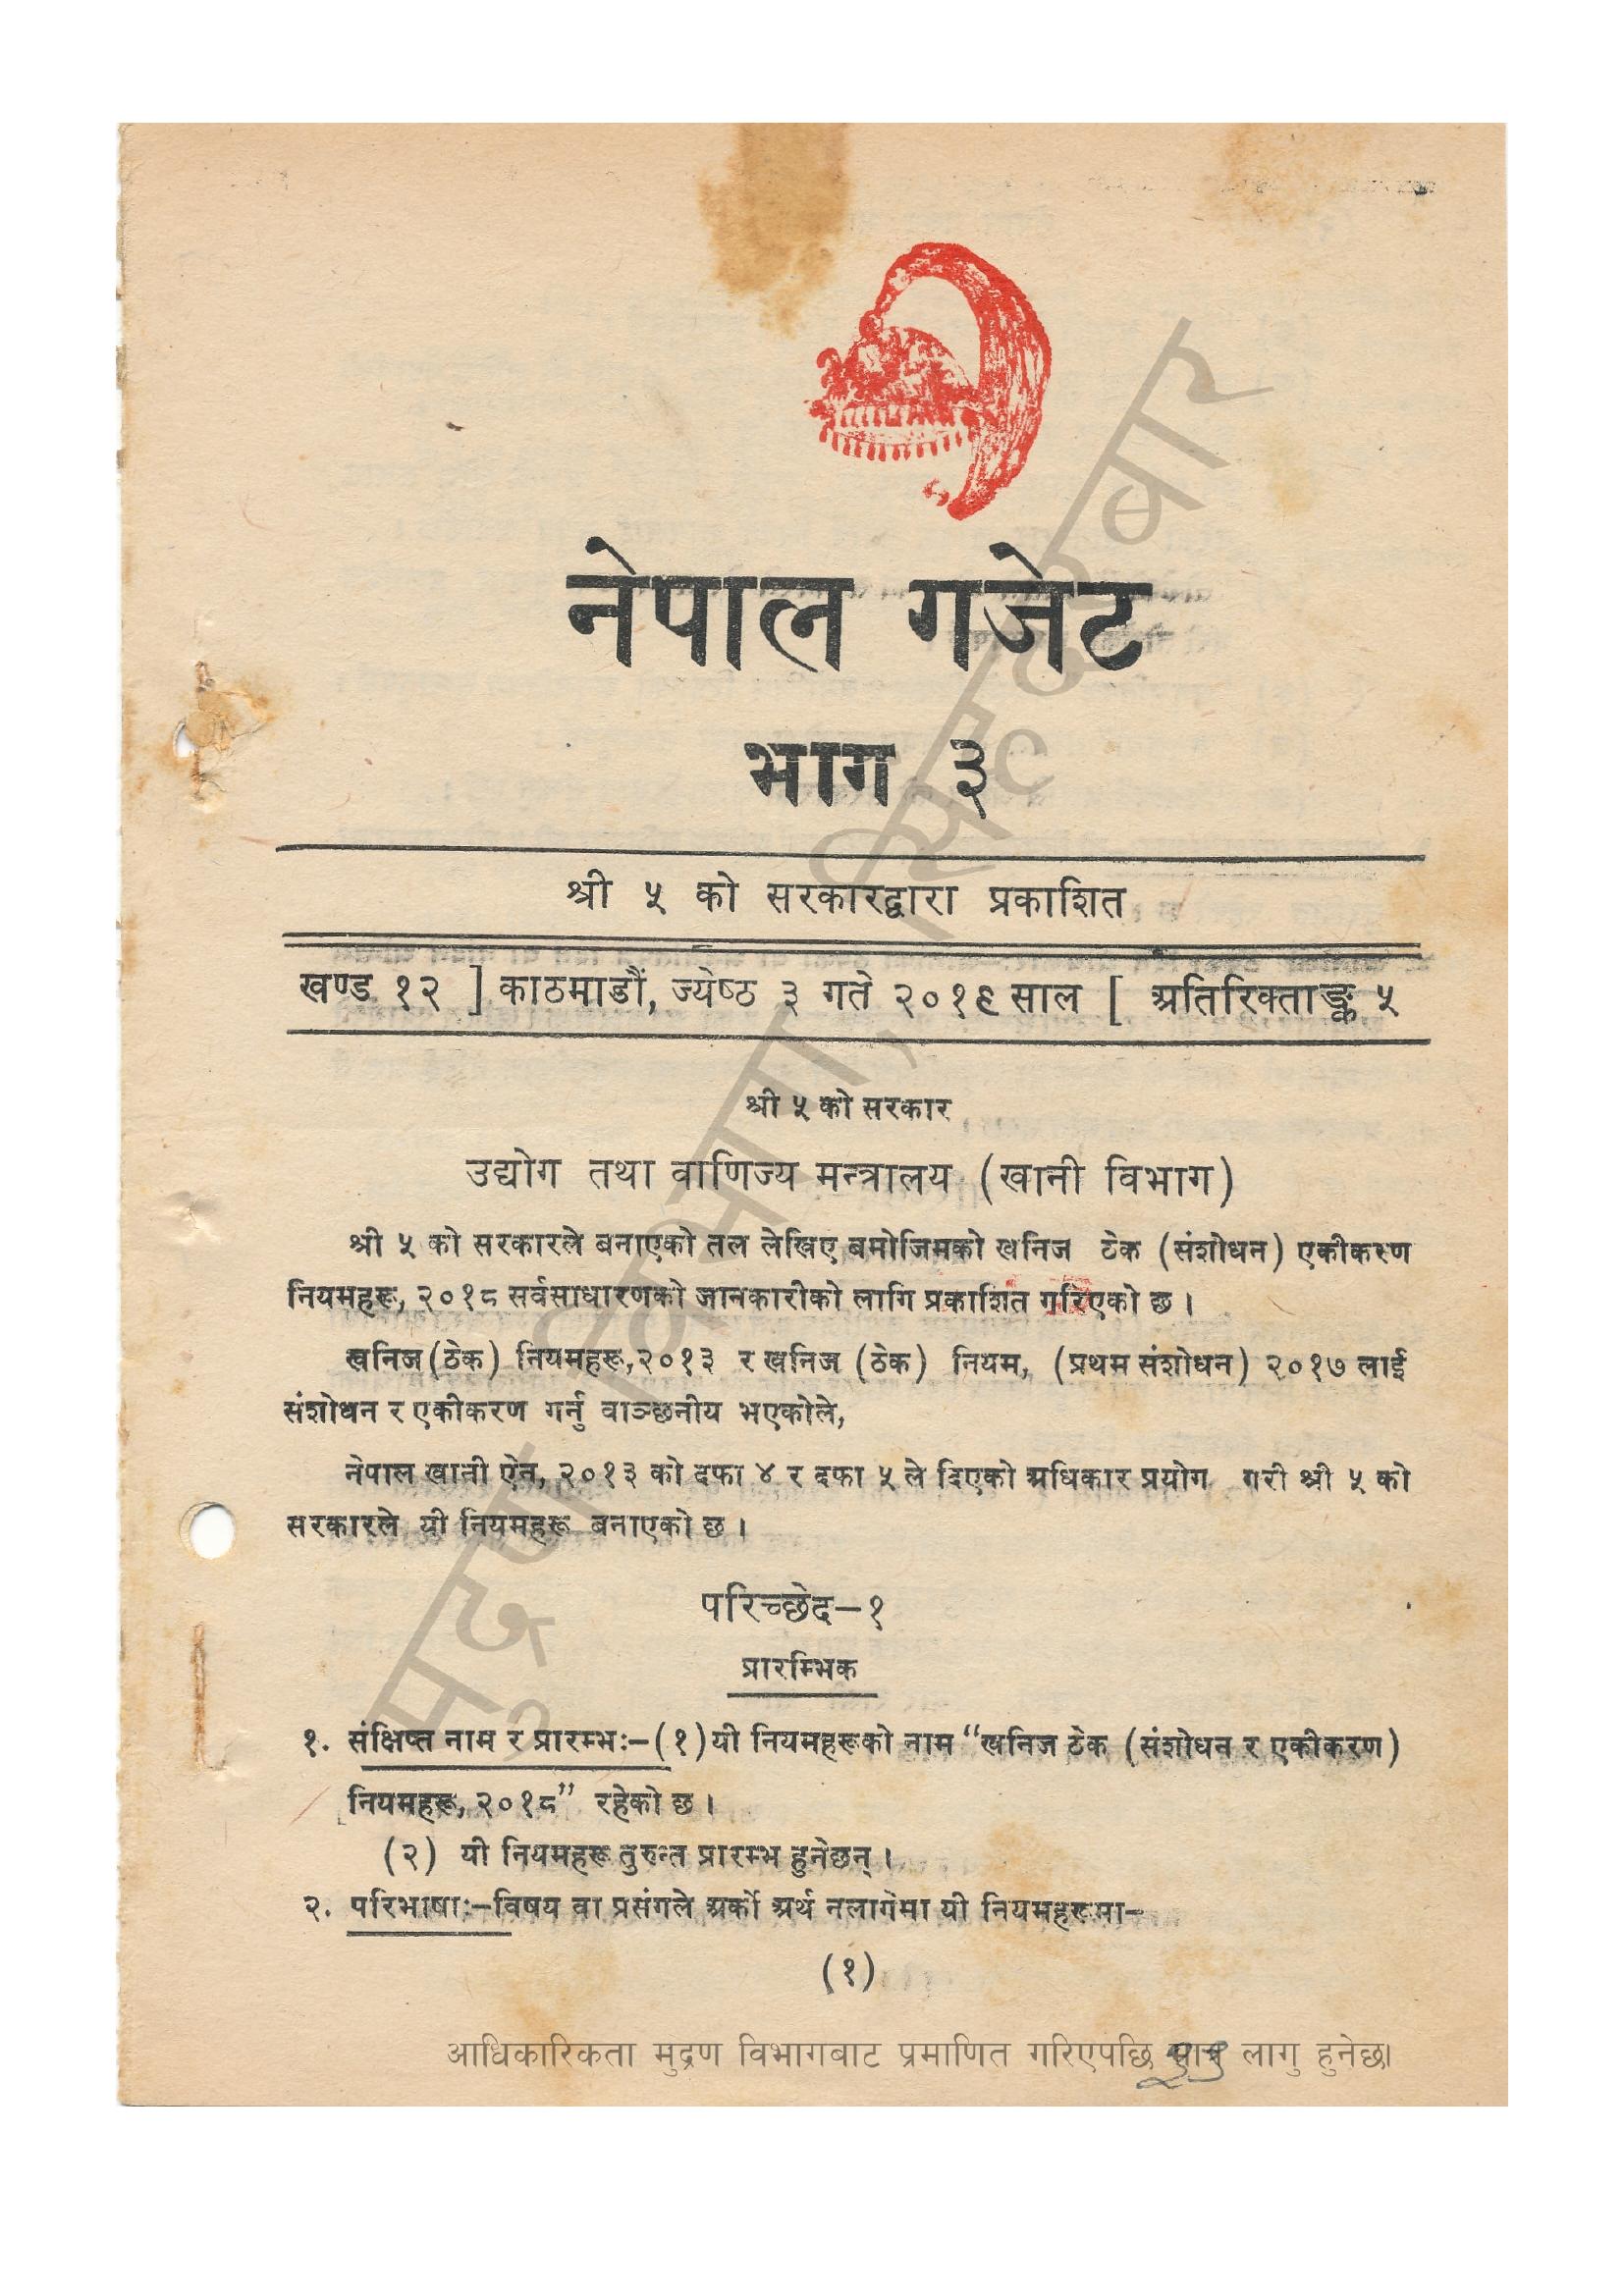 नेपाल गजेट
भाग ३
श्री ५ को सरकारद्वारा प्रकाशित
खण्ड १२ ] काठमाडौं, ज्येष्ठ ३ गते २०१९ साल [ अतिरिक्ताङ्क ५
श्री ५ को सरकार
उद्योग तथा वाणिज्य मन्त्रालय (खानी विभाग)
श्री ५ को सरकारले बनाएको तल लेखिए बमोजिमको खनिज ठेक (संशोधन) एकीकरण
नियमहरू, २०१८ सर्वसाधारणको जानकारीको लागि प्रकाशित गरिएको छ ।
खनिज (ठेक) नियमहरू, २०१३ र खनिज (ठेक) नियम, (प्रथम संशोधन) २०१७ लाई
संशोधन र एकीकरण गर्नु वाञ्छनीय भएकोले,
नेपाल खानी ऐन, २०१३ को दफा ४ र दफा ५ ले दिएको अधिकार प्रयोग गरी श्री ५ को
सरकारले यी नियमहरू बनाएको छ ।
परिच्छेद–१
प्रारम्भिक
१. संक्षिप्त नाम र प्रारम्भः–(१) यी नियमहरूको नाम “खनिज ठेक (संशोधन र एकीकरण)
नियमहरू, २०१८” रहेको छ ।
(२) यी नियमहरू तुरुन्त प्रारम्भ हुनेछन् ।
२. परिभाषाः–विषय वा प्रसंगले अर्को अर्थ नलागेमा यी नियमहरूमा–
(१)
आधिकारिकता मुद्रण विभागबाट प्रमाणित गरिएपछि लागु हुनेछ।
मुद्रण विभाग, सिंहदरबार